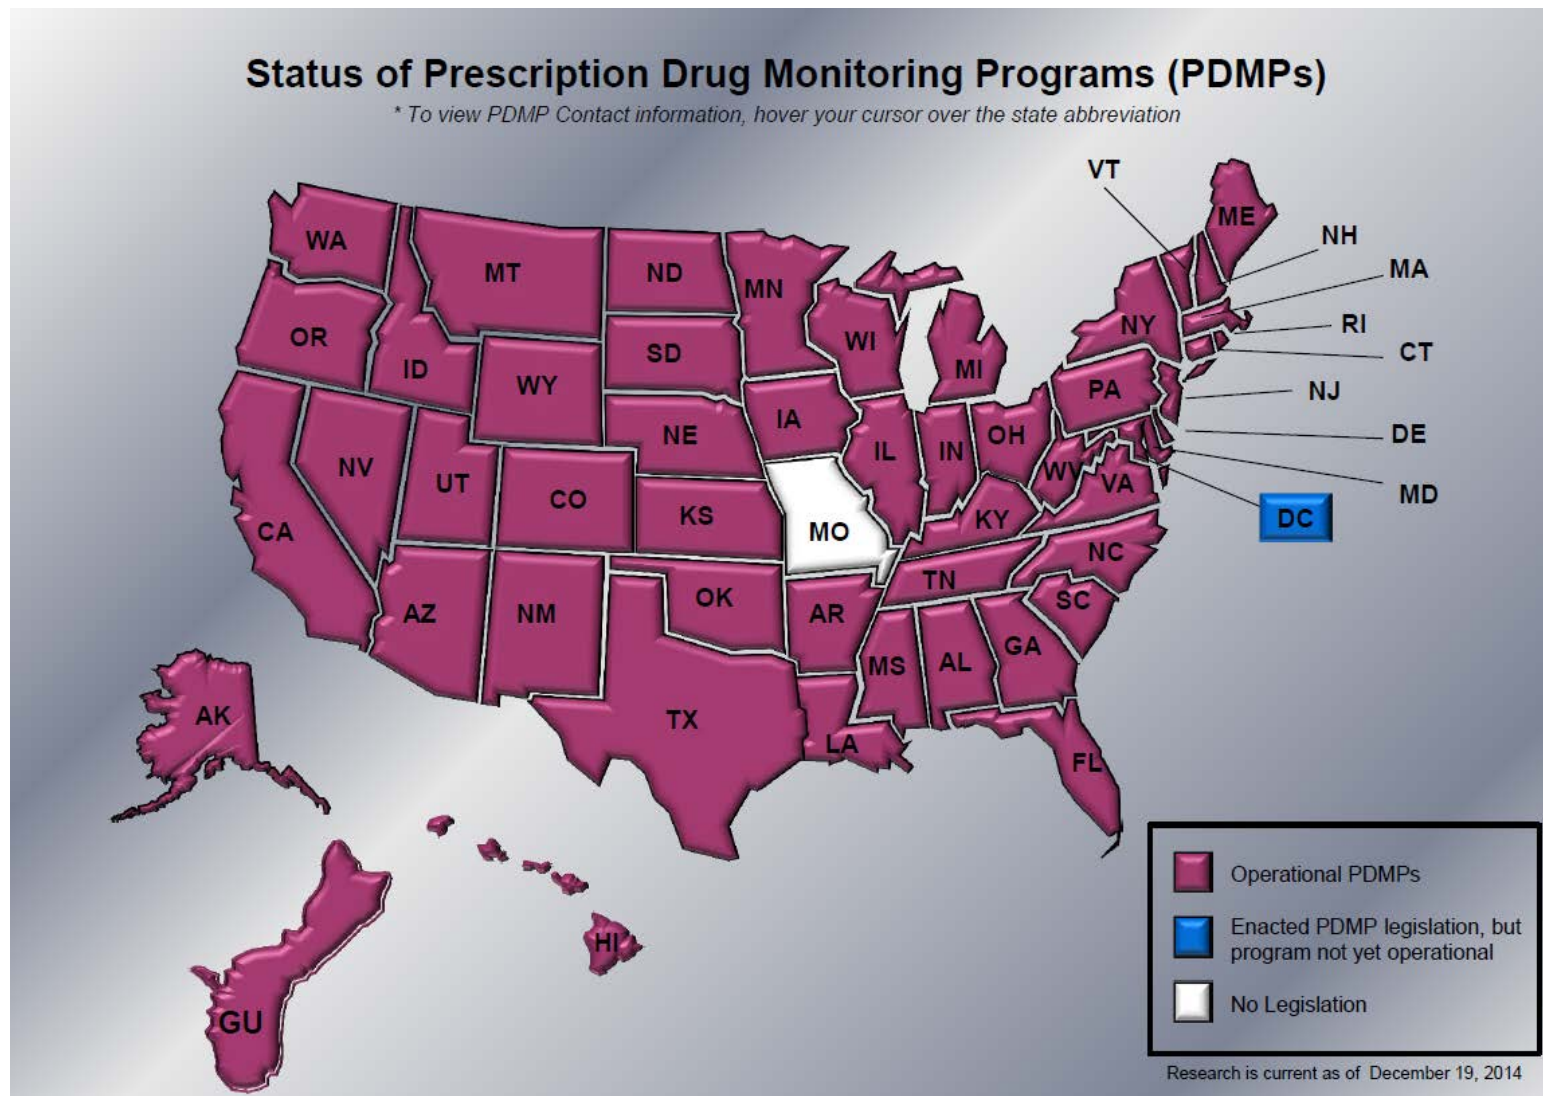 Status of Prescription Drug Monitoring Programs (PDMPs)
* To view PDMP Contact information, hover your cursor over the state abbreviation
VT
ME
WA
NH
MT
ND
MA
MN
NY
RI
OR
WI
SD
CT
ID
MI
WY
PA
NJ
IA
NE
OH
DE
IL
IN
NV
WV
UT
VA
MD
CO
KS
KY
DC
CA
MO
NC
TN
OK
SC
AZ
NM
AR
GA
MS
AL
AK
TX
LA
FL
HI
GU
Operational PDMPs
Enacted PDMP legislation, but
program not yet operational
No Legislation
Research is current as of December 19, 2014